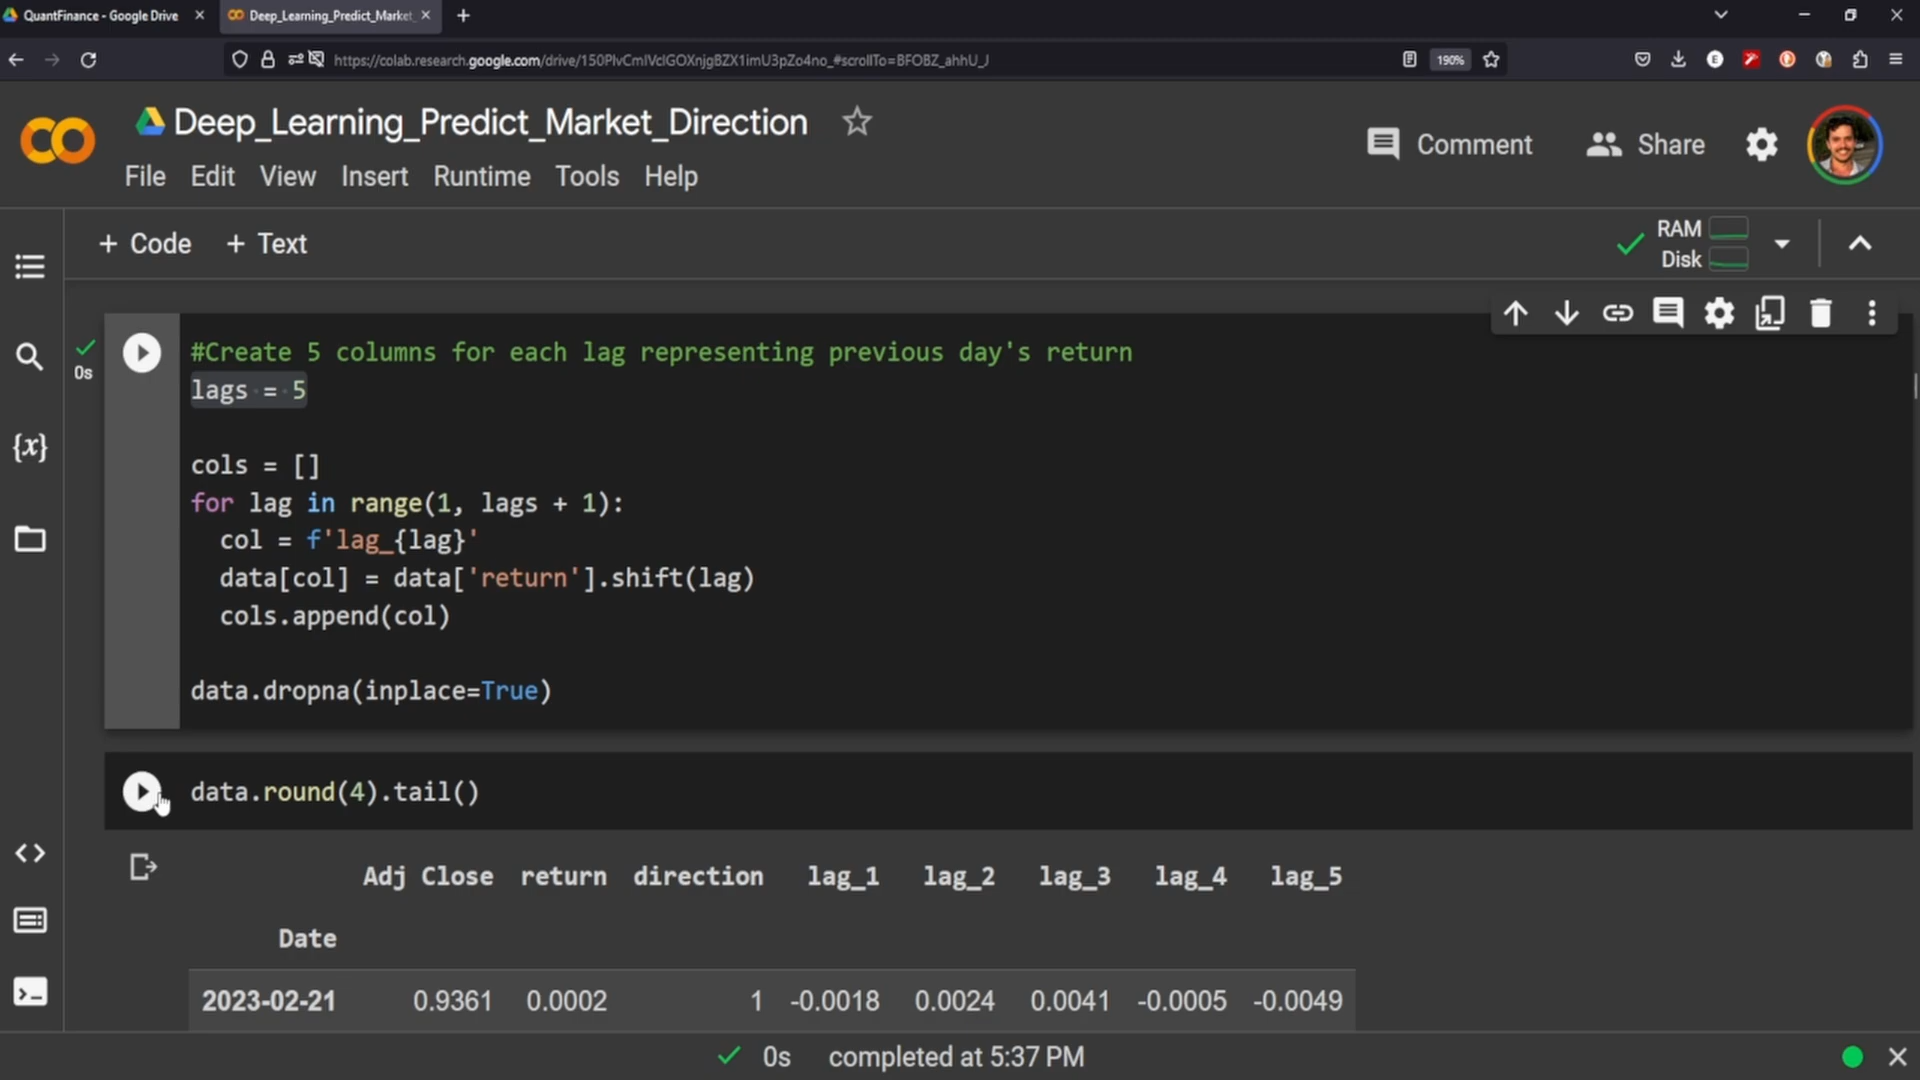 QuantFinance - Google Drive
Deep_Learning_Predict_Market_
https://colab.research.google.com/drive/150PlvCmIVclGOXnjgBZX1imU3pZo4no_#scrollTo=BFOBZ_ahhU_J
190%
Deep_Learning_Predict_Market_Direction
Comment
Share
File Edit View Insert Runtime Tools Help
+ Code + Text
RAM
Disk
0s
#Create 5 columns for each lag representing previous day's return
lags = 5
cols = []
for lag in range(1, lags + 1):
  col = f'lag_{lag}'
  data[col] = data['return'].shift(lag)
  cols.append(col)
data.dropna(inplace=True)
data.round(4).tail()
Adj Close return direction lag_1 lag_2 lag_3 lag_4 lag_5
Date
2023-02-21 0.9361 0.0002 1 -0.0018 0.0024 0.0041 -0.0005 -0.0049
0s completed at 5:37 PM